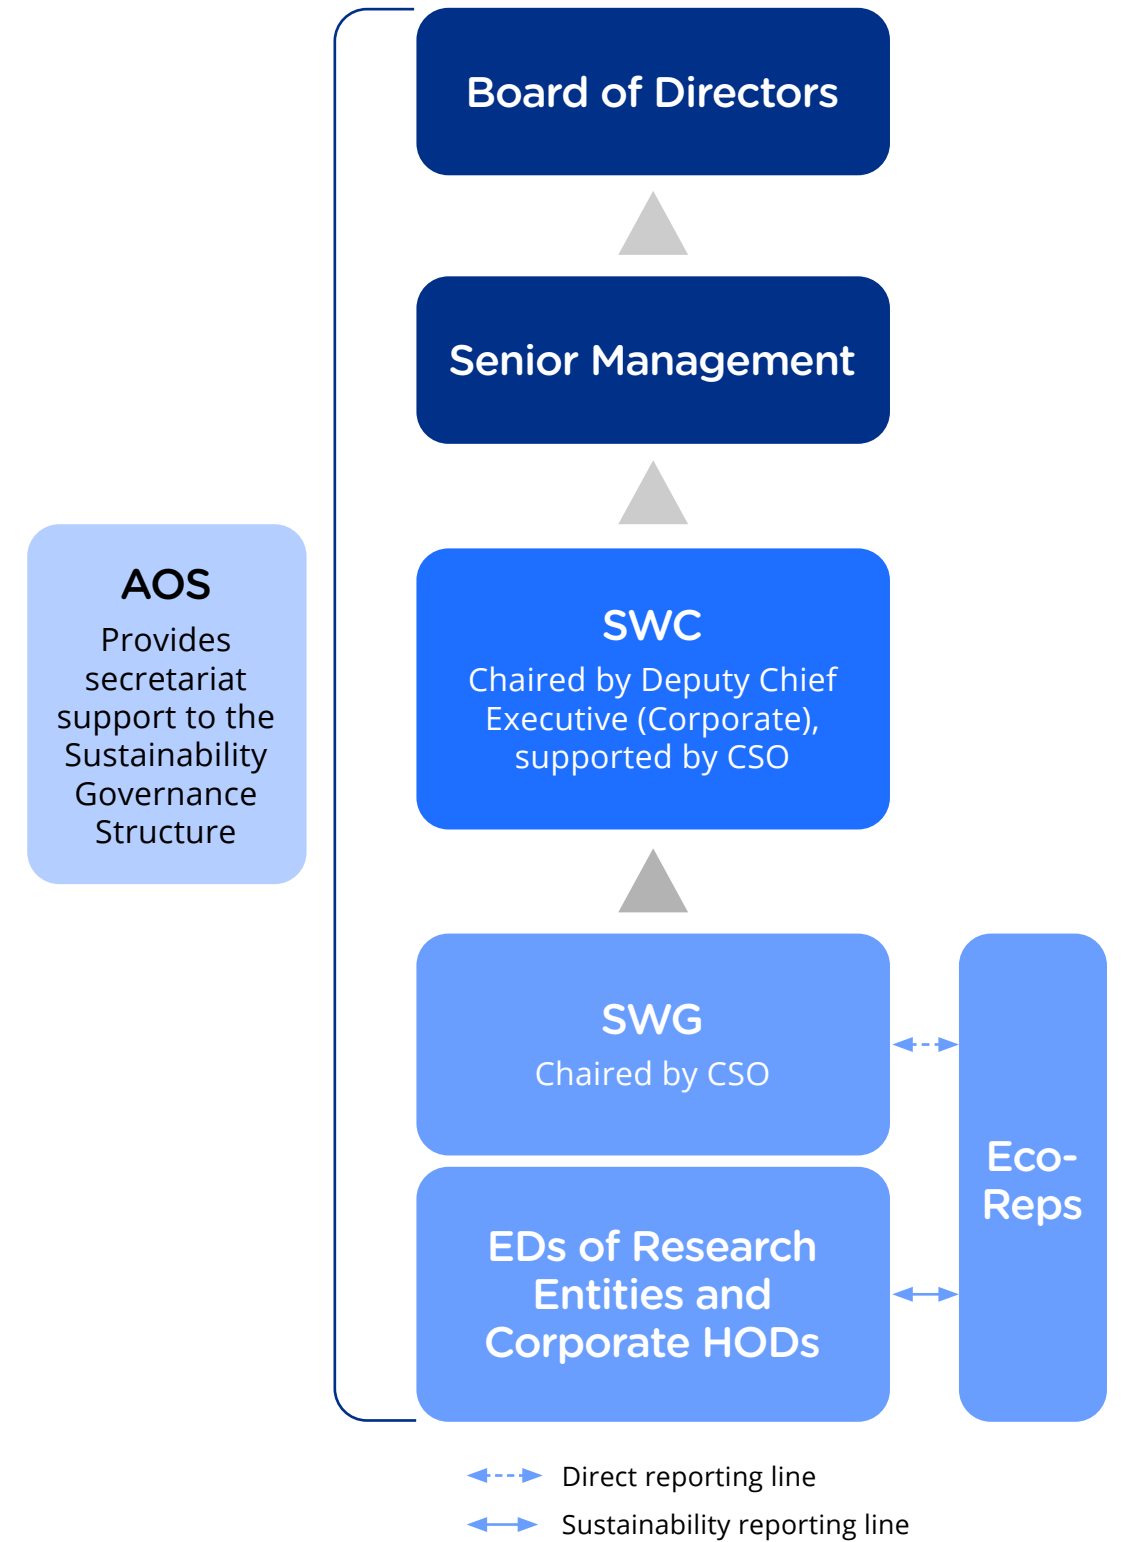 Board of Directors
Senior Management
AOS
Provides
secretariat
support to the
Sustainability
Governance
Structure
SWC
Chaired by Deputy Chief
Executive (Corporate),
supported by CSO
SWG
Chaired by CSO
Eco-
Reps
EDs of Research
Entities and
Corporate HODs
Direct reporting line
Sustainability reporting line